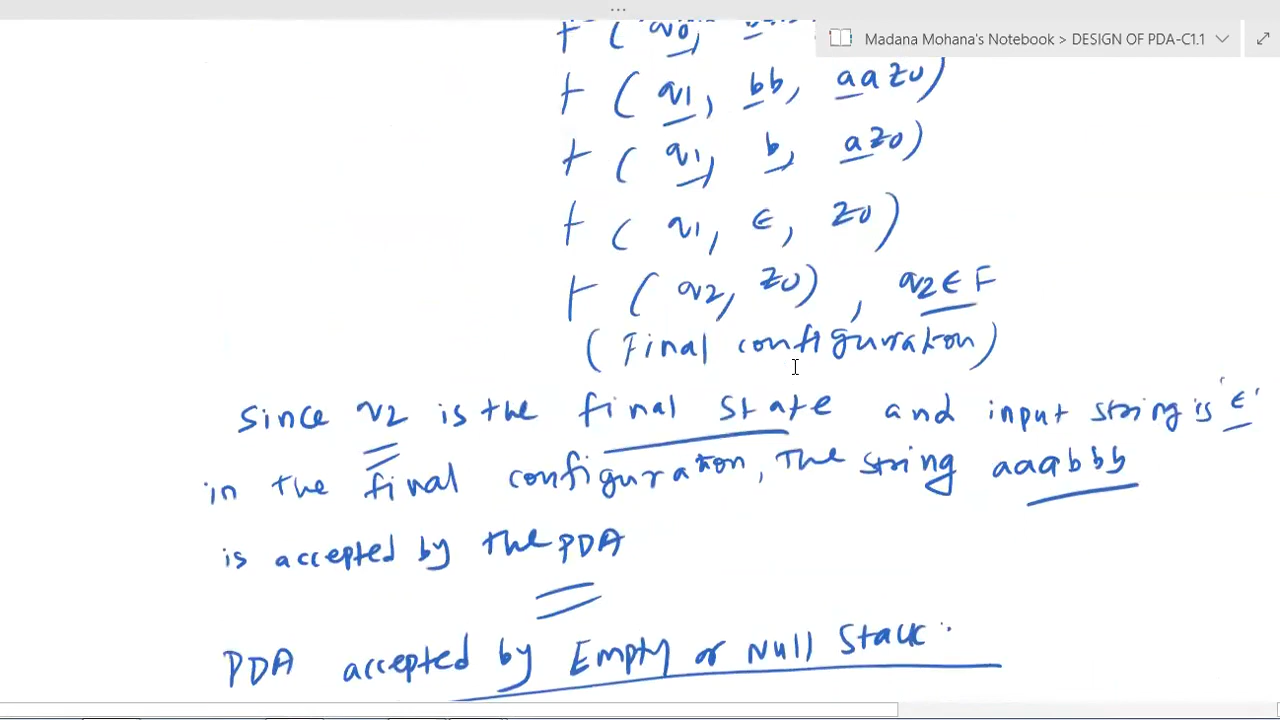 ⊢ ( q0,
Madana Mohana's Notebook > DESIGN OF PDA-C1.1
⊢ ( q1, bb, aaz0)
⊢ ( q1, b, az0)
⊢ ( q1, ε, z0)
⊢ ( q2, z0) , q2 ∈ F
( Final configuration)
Since q2 is the final state and input string is 'ε'
in the final configuration, The string aaabbb
is accepted by the PDA
PDA accepted by Empty or Null Stack: